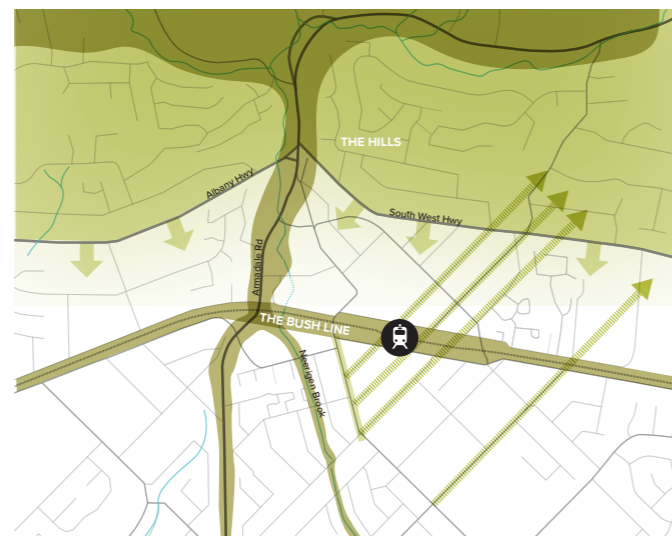 THE HILLS
Albany Hwy
South West Hwy
Armadale Rd
THE BUSH LINE
Neerigen Brook